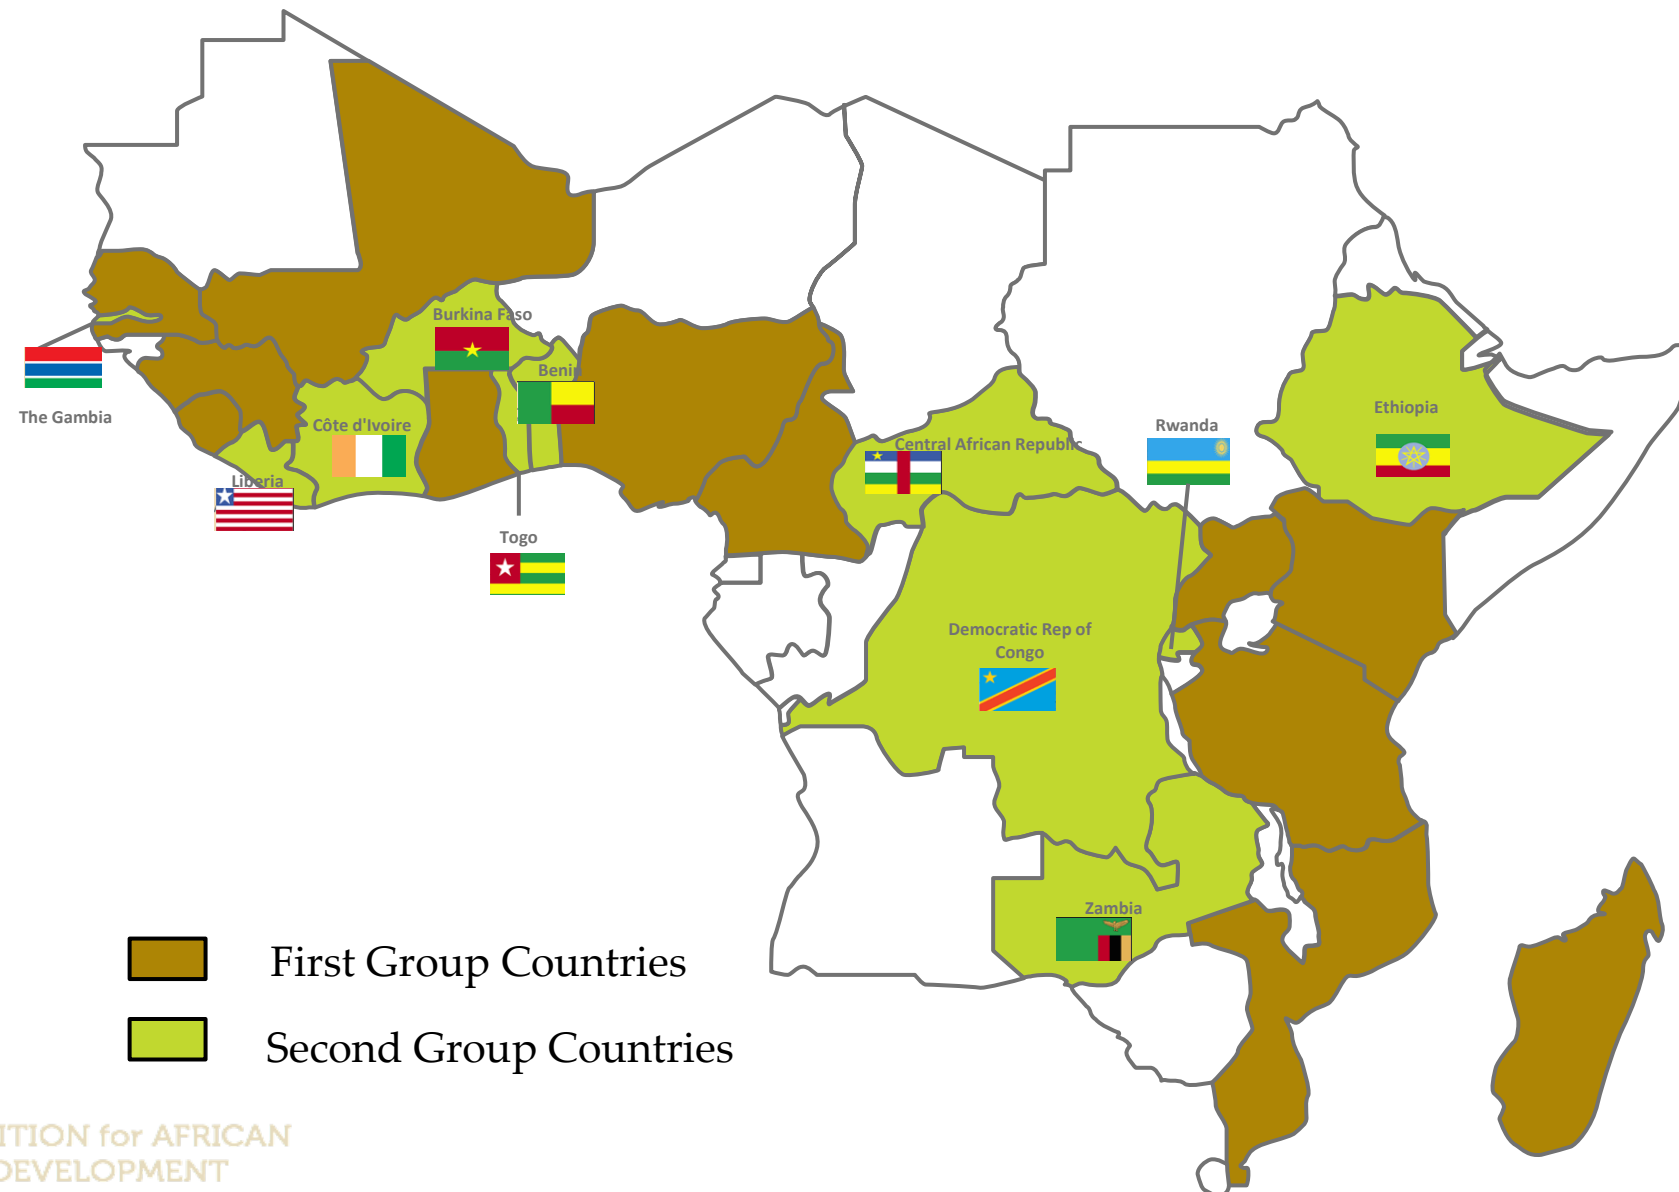 Burkina Faso
Benin
The Gambia
Côte d'Ivoire
Central African Republic
Rwanda
Ethiopia
Liberia
Togo
Democratic Rep of
Congo
Zambia
First Group Countries
Second Group Countries
ITION for AFRICAN
DEVELOPMENT